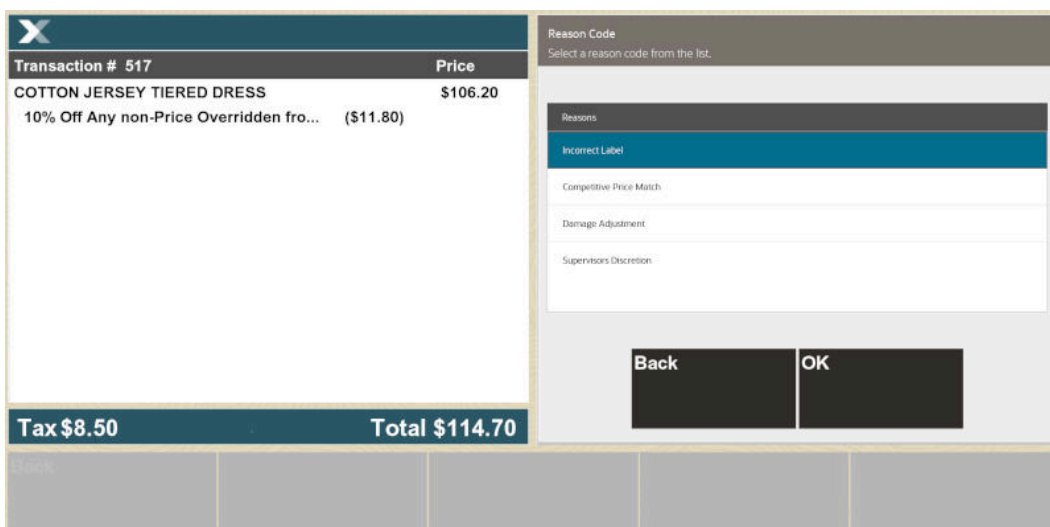 Transaction # 517 Price
COTTON JERSEY TIERED DRESS $106.20
10% Off Any non-Price Overridden fro... ($11.80)
Tax $8.50 Total $114.70
Back
Reason Code
Select a reason code from the list.
Reasons
Incorrect Label
Competitive Price Match
Damage Adjustment
Supervisors Discretion
Back OK